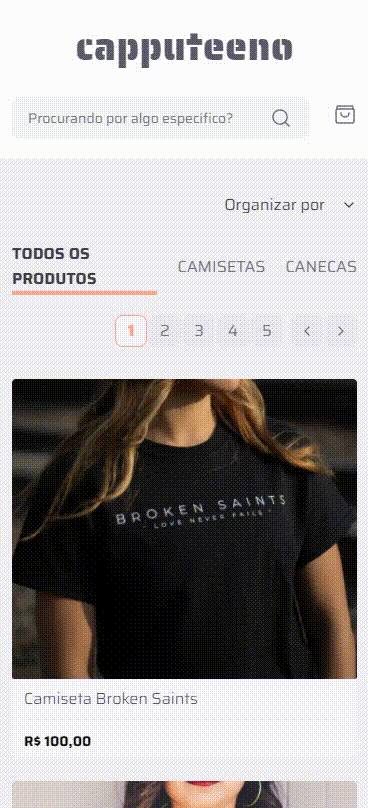 capputeeno
Procurando por algo específico?
Organizar por
TODOS OS
PRODUTOS
CAMISETAS
CANECAS
1 2 3 4 5
BROKEN SAINTS
- LOVE NEVER FAILS -
Camiseta Broken Saints
R$ 100,00